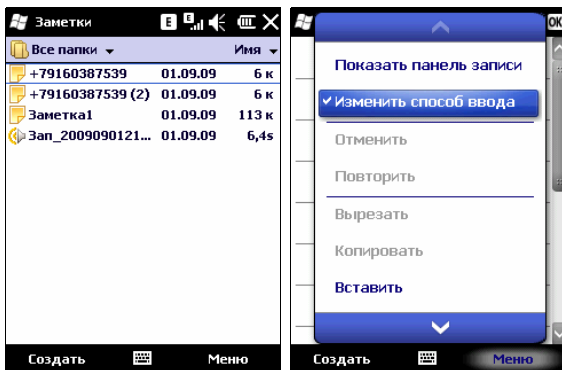 Заметки
E
E
Все папки
Имя
+79160387539 01.09.09 6 к
+79160387539 (2) 01.09.09 6 к
Заметка1 01.09.09 113 к
Зап_2009090121... 01.09.09 6,4s
Создать Меню
OK
Показать панель записи
Изменить способ ввода
Отменить
Повторить
Вырезать
Копировать
Вставить
Создать Меню